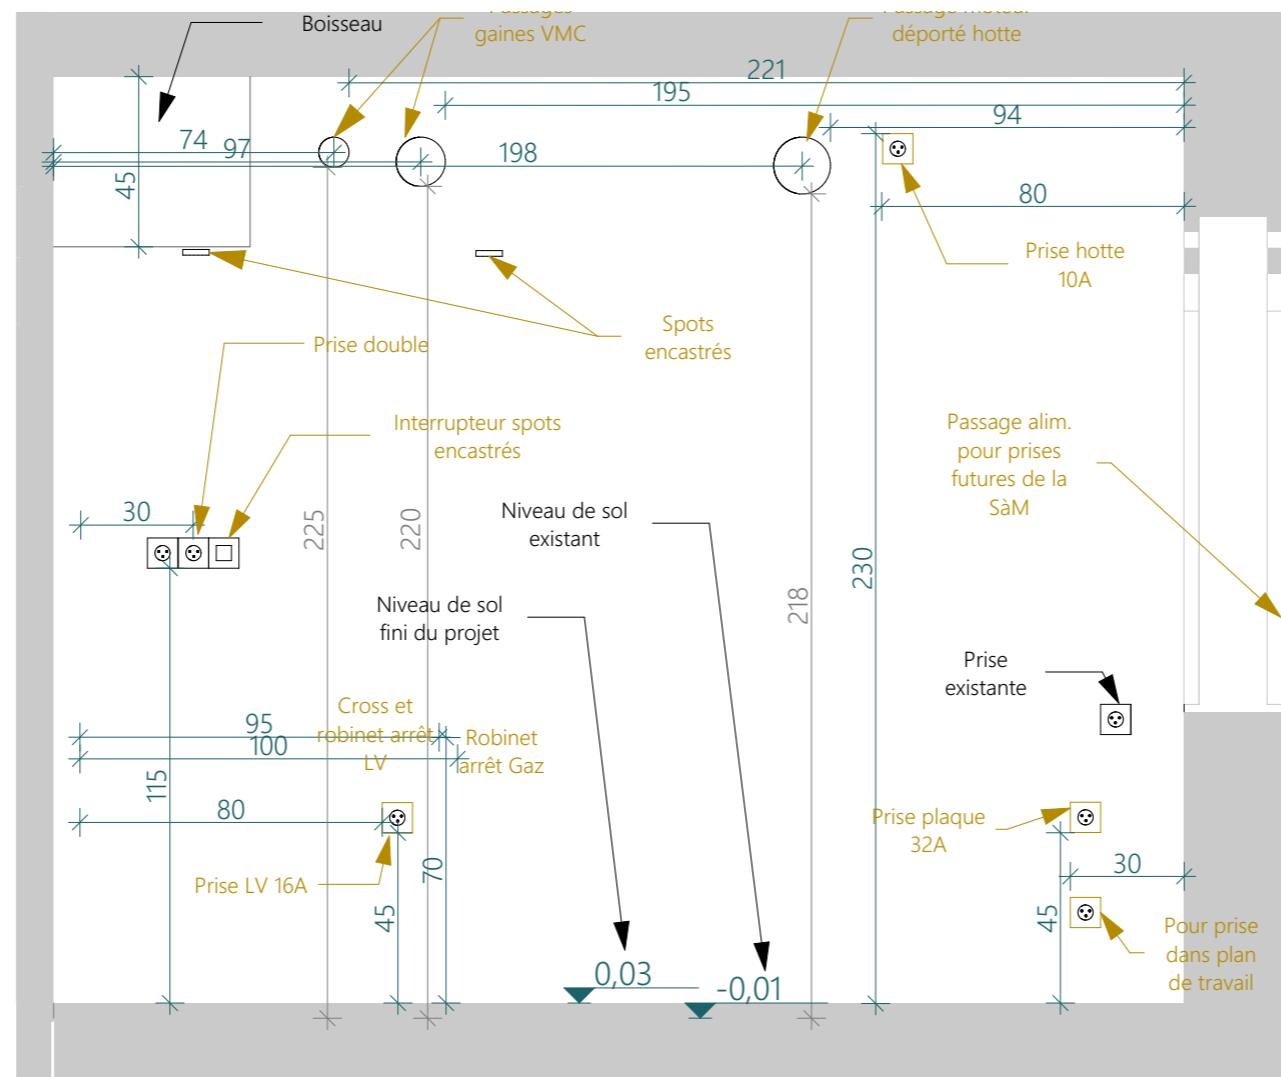 Boisseau
Passages
gaines VMC
Passage moteur
déporté hotte
221
195
94
74
97
198
45
80
Prise hotte
10A
Spots
encastrés
Prise double
Interrupteur spots
encastrés
Passage alim.
pour prises
futures de la
SàM
30
225
220
Niveau de sol
existant
230
218
Niveau de sol
fini du projet
Prise
existante
Cross et
robinet arrêt
LV
95
100
Robinet
arrêt Gaz
115
80
70
Prise plaque
32A
Prise LV 16A
45
30
45
Pour prise
dans plan
de travail
0,03
-0,01